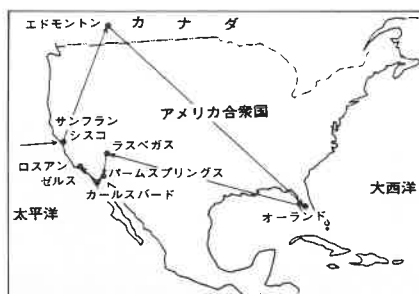 カナダ
エドモントン
アメリカ合衆国
サンフラン
シスコ
ラスベガス
ロスアン
ゼルス
パームスプリングス
カールスバード
オーランド
太平洋
大西洋